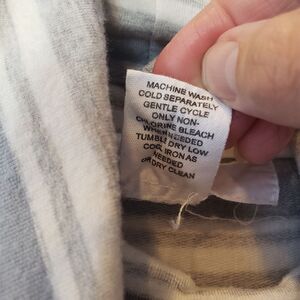 MACHINE WASH
COLD SEPARATELY
GENTLE CYCLE
ONLY NON-
CHLORINE BLEACH
WHEN NEEDED
TUMBLE DRY LOW
COOL IRON AS
NEEDED
OR DRY CLEAN